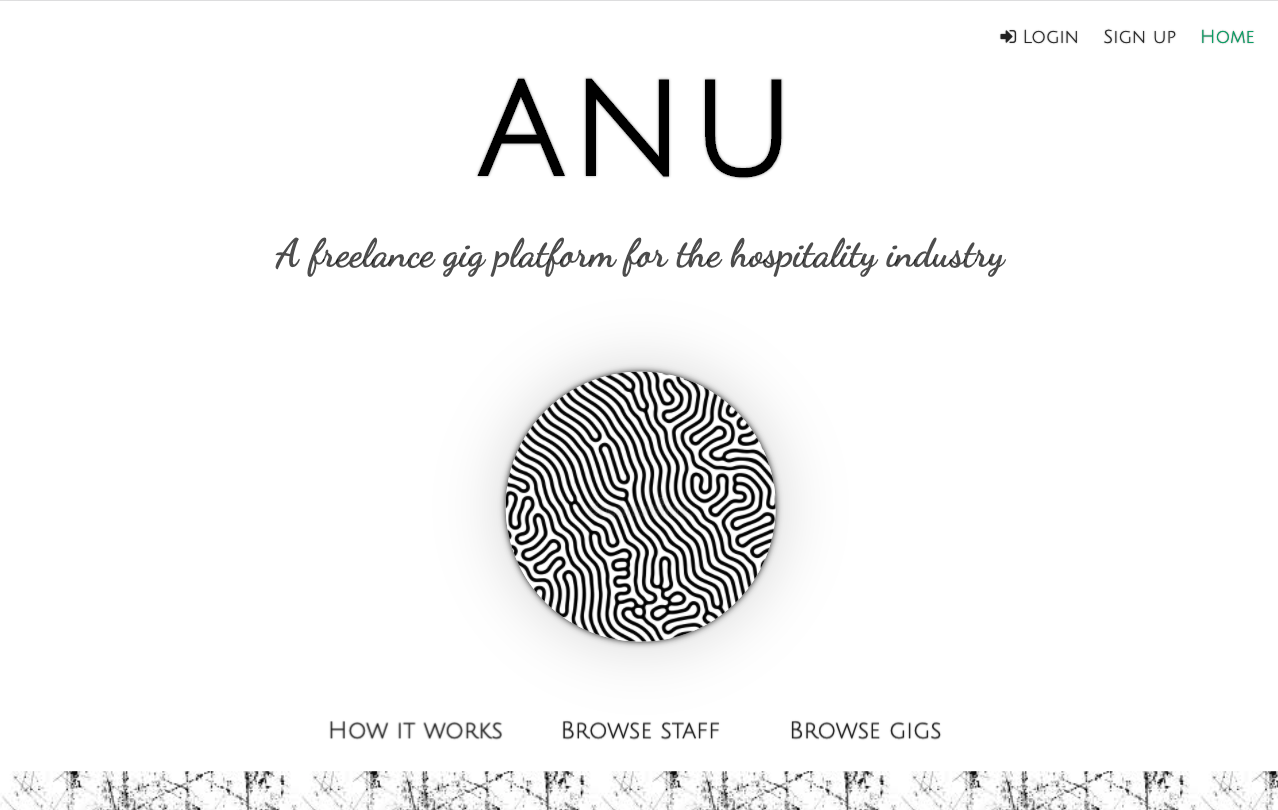 Login Sign up Home
ANU
A freelance gig platform for the hospitality industry
How it works Browse staff Browse gigs